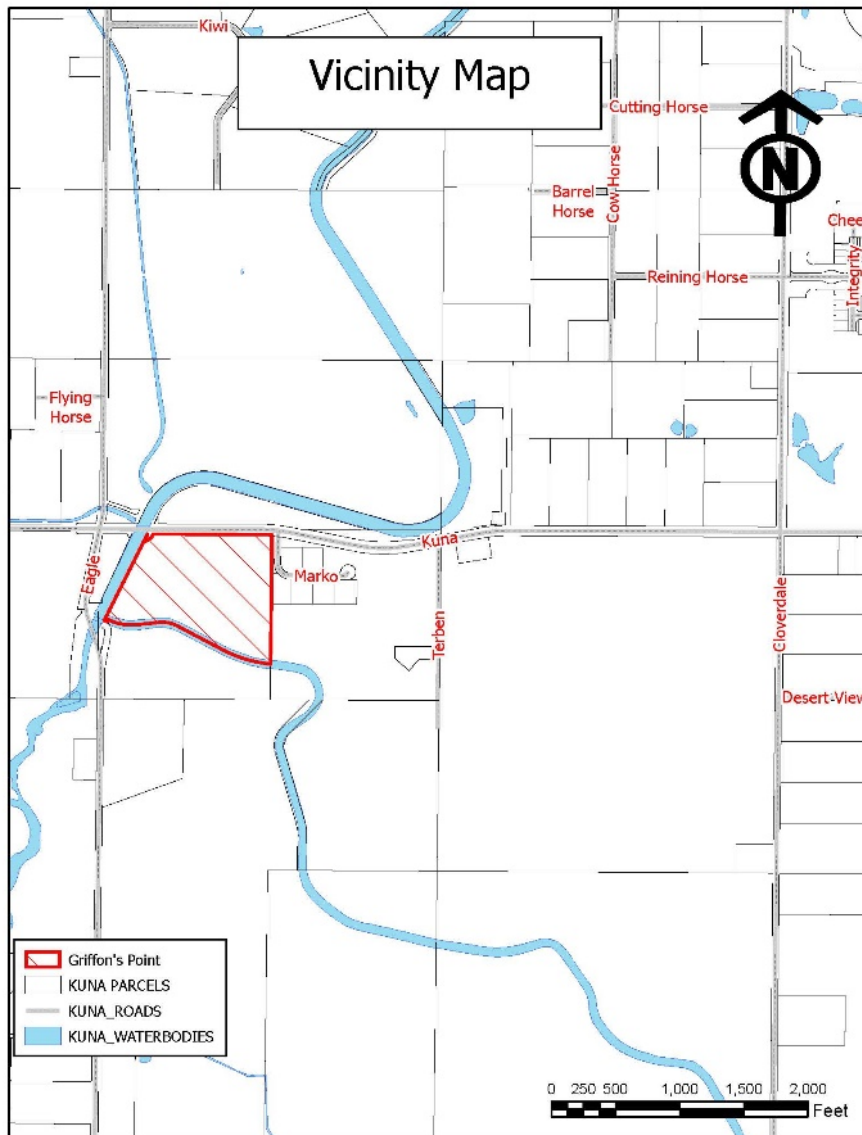 Kiwi
Vicinity Map
Cutting Horse
N
Barrel
Horse
Cow Horse
Chee
Reining Horse
Integrity
Flying
Horse
Kuna
Eagle
Marko
Terben
Cloverdale
Desert View
Griffon's Point
KUNA PARCELS
KUNA_ROADS
KUNA_WATERBODIES
0 250 500 1,000 1,500 2,000
Feet